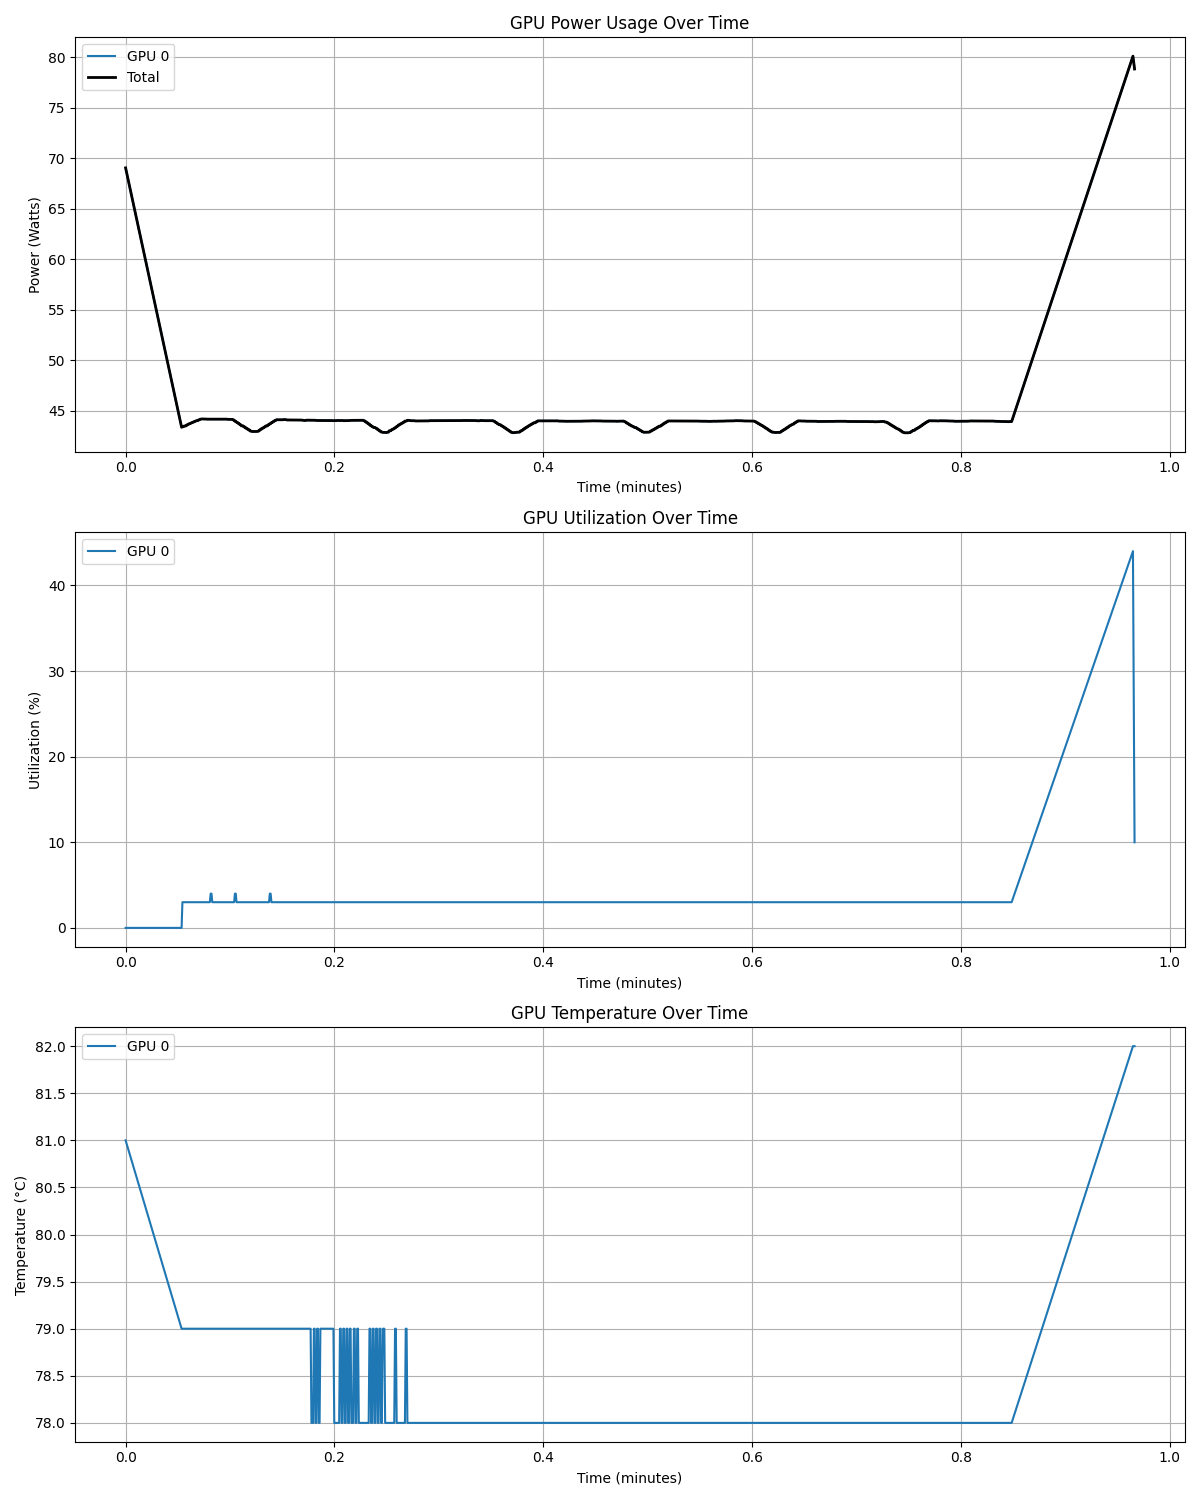 GPU Power Usage Over Time
GPU 0
Total
80
75
70
65
60
55
50
45
Power (Watts)
0.0 0.2 0.4 0.6 0.8 1.0
Time (minutes)
GPU Utilization Over Time
GPU 0
40
30
20
10
0
Utilization (%)
0.0 0.2 0.4 0.6 0.8 1.0
Time (minutes)
GPU Temperature Over Time
GPU 0
82.0
81.5
81.0
80.5
80.0
79.5
79.0
78.5
78.0
Temperature (°C)
0.0 0.2 0.4 0.6 0.8 1.0
Time (minutes)